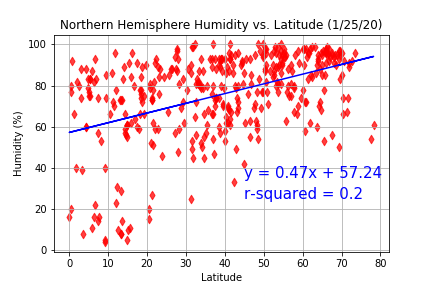 Northern Hemisphere Humidity vs. Latitude (1/25/20)
100
80
60
40
20
0
Humidity (%)
y = 0.47x + 57.24
r-squared = 0.2
0 10 20 30 40 50 60 70 80
Latitude